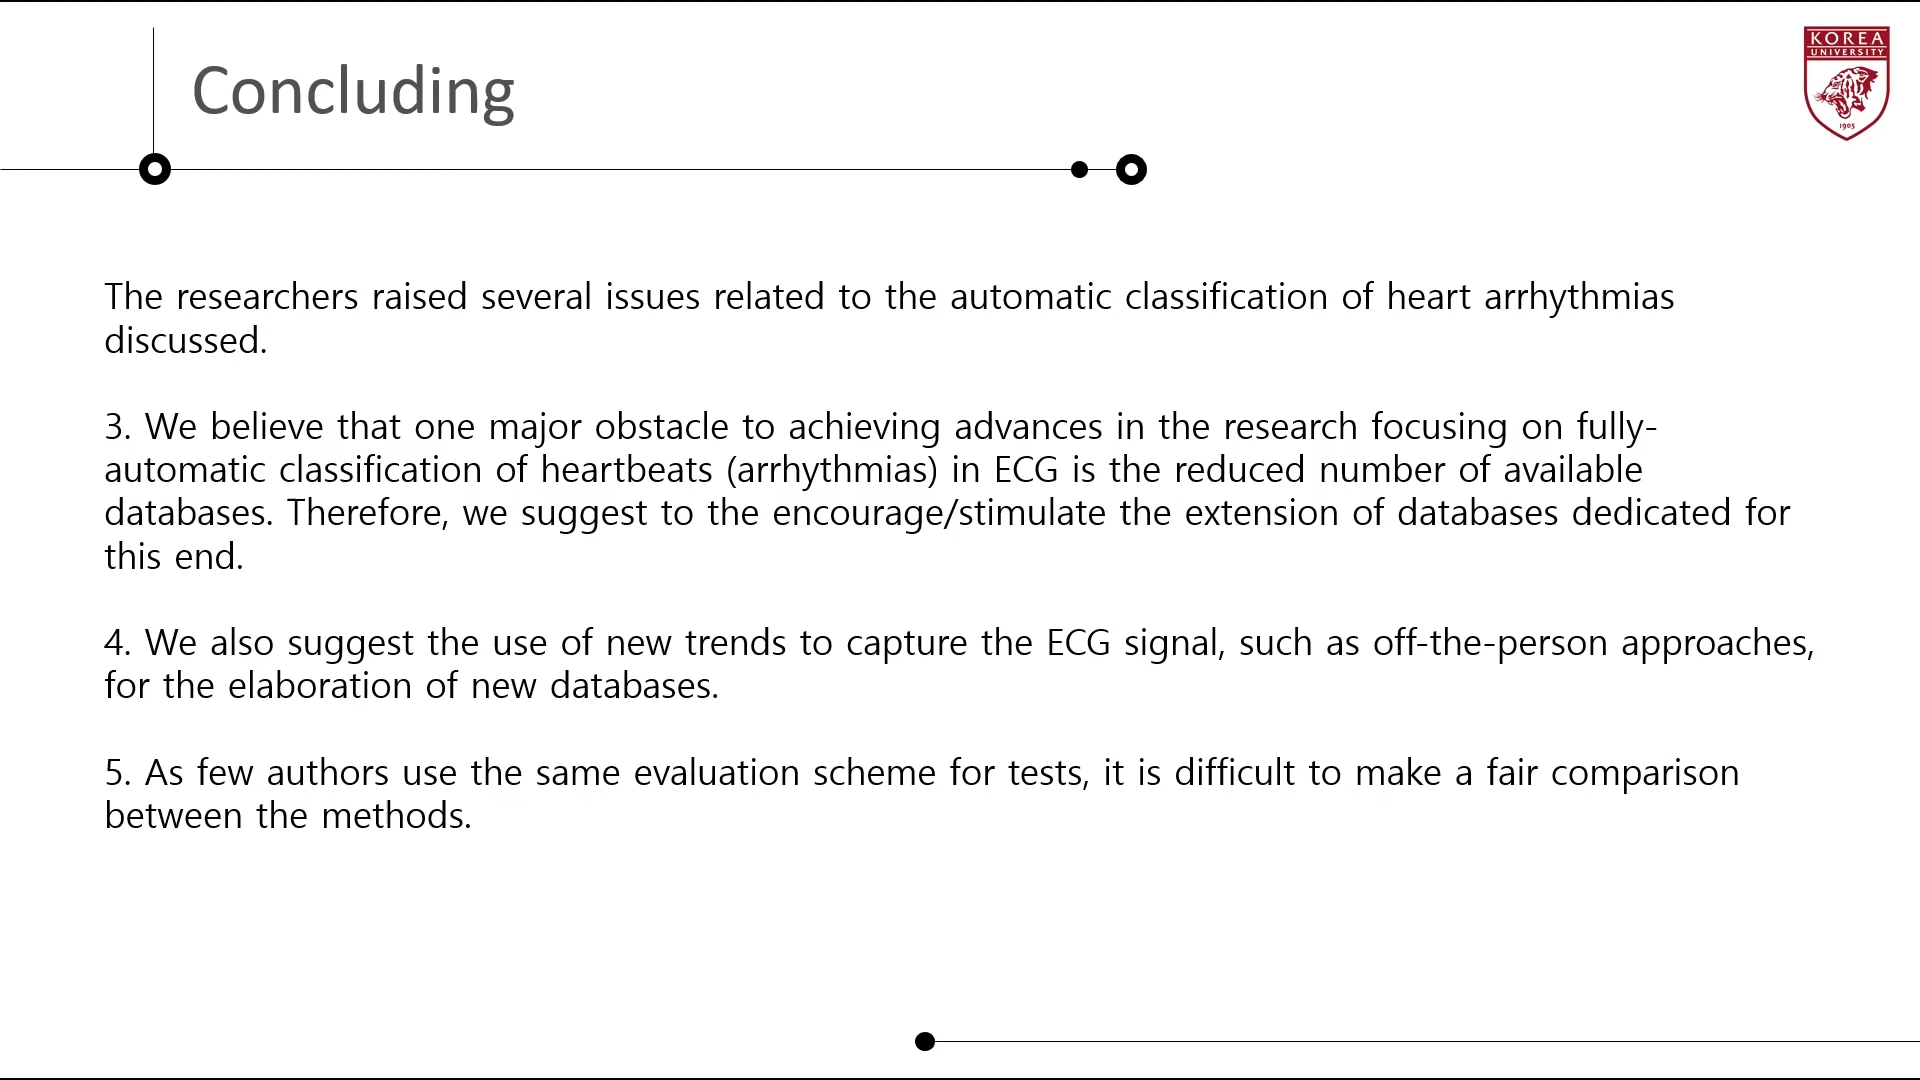 Concluding
KOREA
UNIVERSITY
1905
The researchers raised several issues related to the automatic classification of heart arrhythmias
discussed.
3. We believe that one major obstacle to achieving advances in the research focusing on fully-
automatic classification of heartbeats (arrhythmias) in ECG is the reduced number of available
databases. Therefore, we suggest to the encourage/stimulate the extension of databases dedicated for
this end.
4. We also suggest the use of new trends to capture the ECG signal, such as off-the-person approaches,
for the elaboration of new databases.
5. As few authors use the same evaluation scheme for tests, it is difficult to make a fair comparison
between the methods.